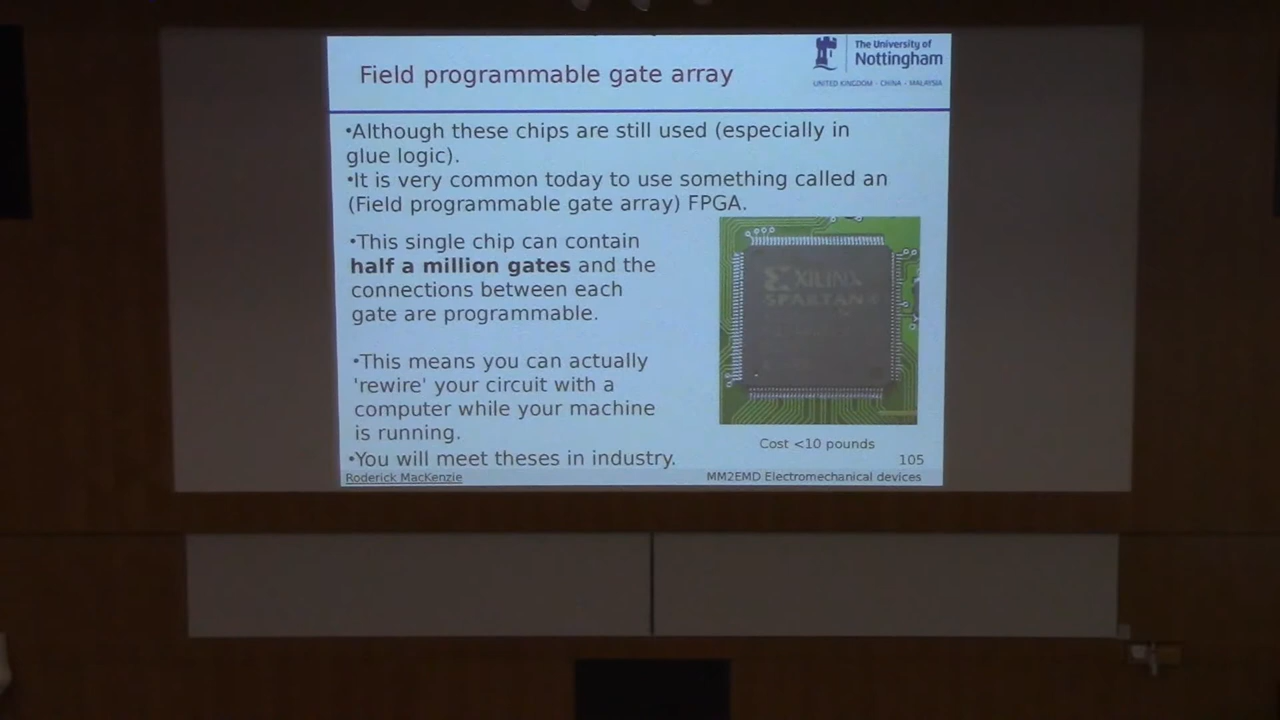 The University of
Nottingham
UNITED KINGDOM · CHINA · MALAYSIA
Field programmable gate array
•Although these chips are still used (especially in
glue logic).
•It is very common today to use something called an
(Field programmable gate array) FPGA.
•This single chip can contain
half a million gates and the
connections between each
gate are programmable.
•This means you can actually
'rewire' your circuit with a
computer while your machine
is running.
•You will meet theses in industry.
XILINX
SPARTAN
Cost <10 pounds
105
Roderick MacKenzie
MM2EMD Electromechanical devices